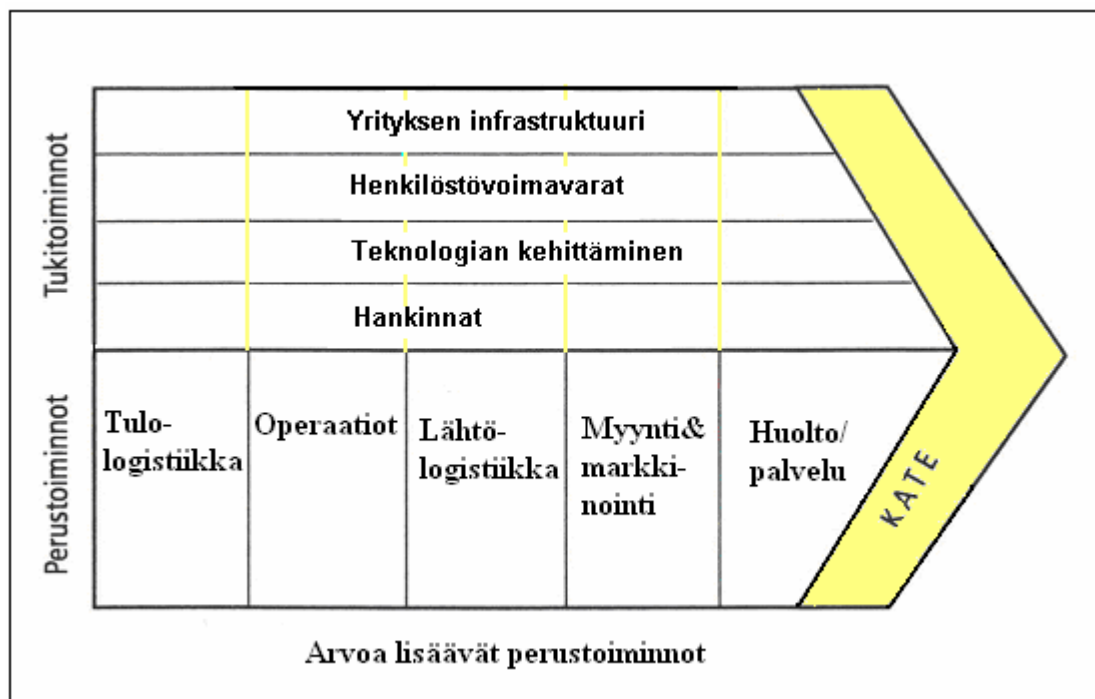 Tukitoiminnot
Yrityksen infrastruktuuri
Henkilöstövoimavarat
Teknologian kehittäminen
Hankinnat
Perustoiminnot
Tulo-
logistiikka
Operaatiot
Lähtö-
logistiikka
Myynti&
markki-
nointi
Huolto/
palvelu
KATE
Arvoa lisäävät perustoiminnot